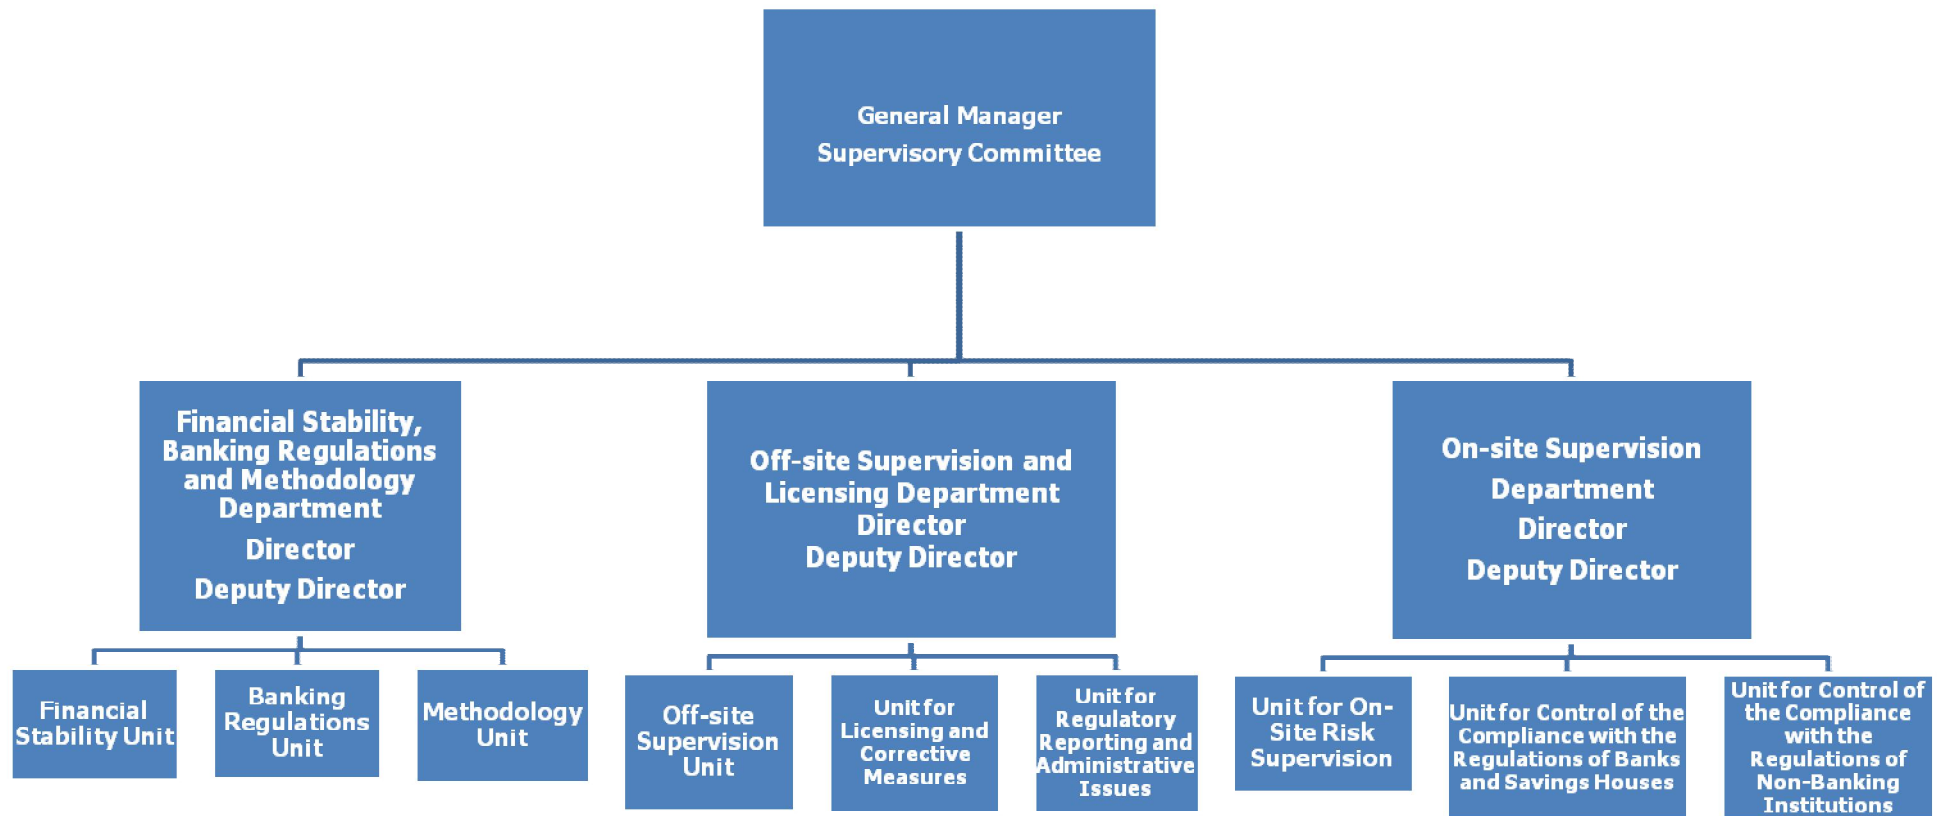 General Manager
Supervisory Committee
Financial Stability,
Banking Regulations
and Methodology
Department
Director
Deputy Director
Off-site Supervision and
Licensing Department
Director
Deputy Director
On-site Supervision
Department
Director
Deputy Director
Financial
Stability Unit
Banking
Regulations
Unit
Methodology
Unit
Off-site
Supervision
Unit
Unit for
Licensing and
Corrective
Measures
Unit for
Regulatory
Reporting and
Administrative
Issues
Unit for On-
Site Risk
Supervision
Unit for Control of the
Compliance with the
Regulations of Banks
and Savings Houses
Unit for Control of
the Compliance
with the
Regulations of
Non-Banking
Institutions